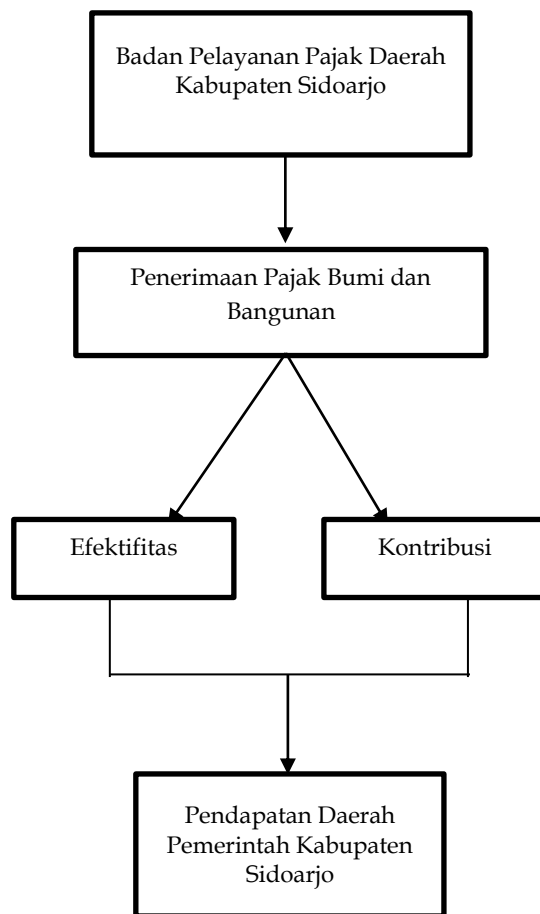 Badan Pelayanan Pajak Daerah
Kabupaten Sidoarjo
Penerimaan Pajak Bumi dan
Bangunan
Efektifitas
Kontribusi
Pendapatan Daerah
Pemerintah Kabupaten
Sidoarjo